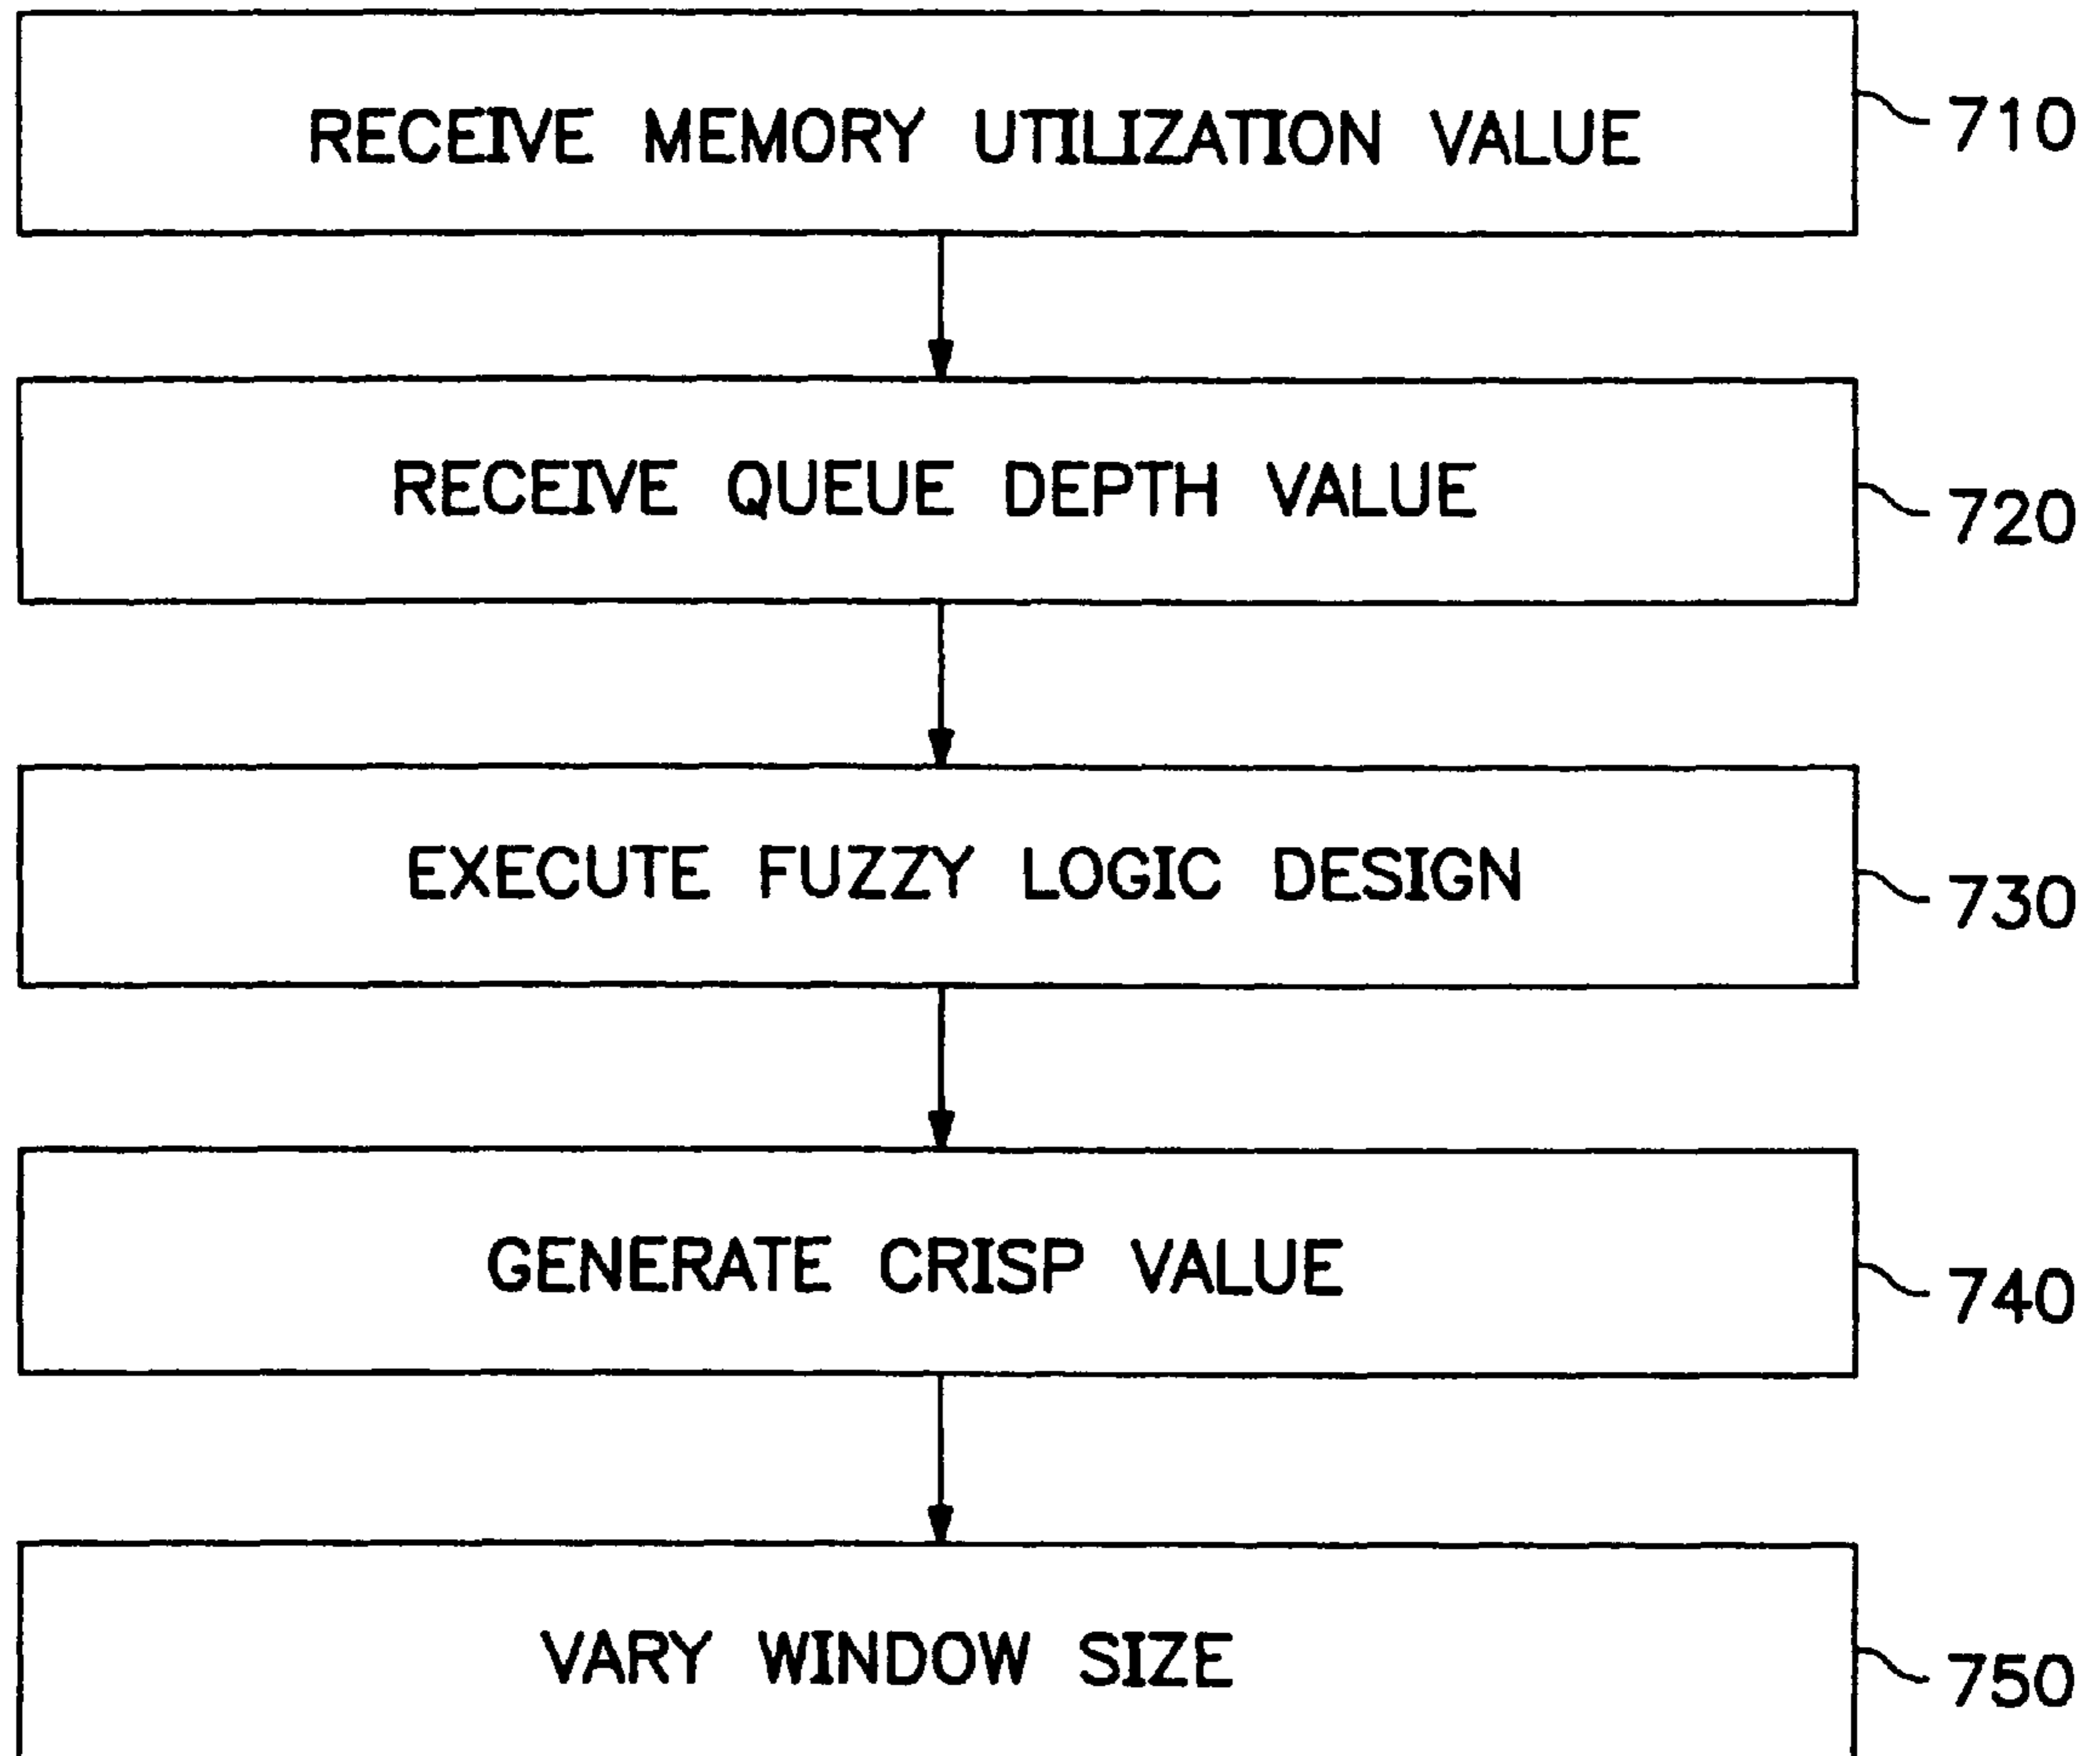 RECEIVE MEMORY UTILIZATION VALUE
710
RECEIVE QUEUE DEPTH VALUE
720
EXECUTE FUZZY LOGIC DESIGN
730
GENERATE CRISP VALUE
740
VARY WINDOW SIZE
750